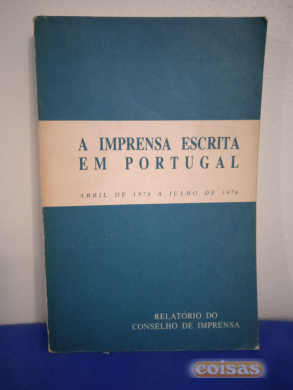 A IMPRENSA ESCRITA
EM PORTUGAL
ABRIL DE 1974 A JULHO DE 1976
RELATÓRIO DO
CONSELHO DE IMPRENSA
coisas